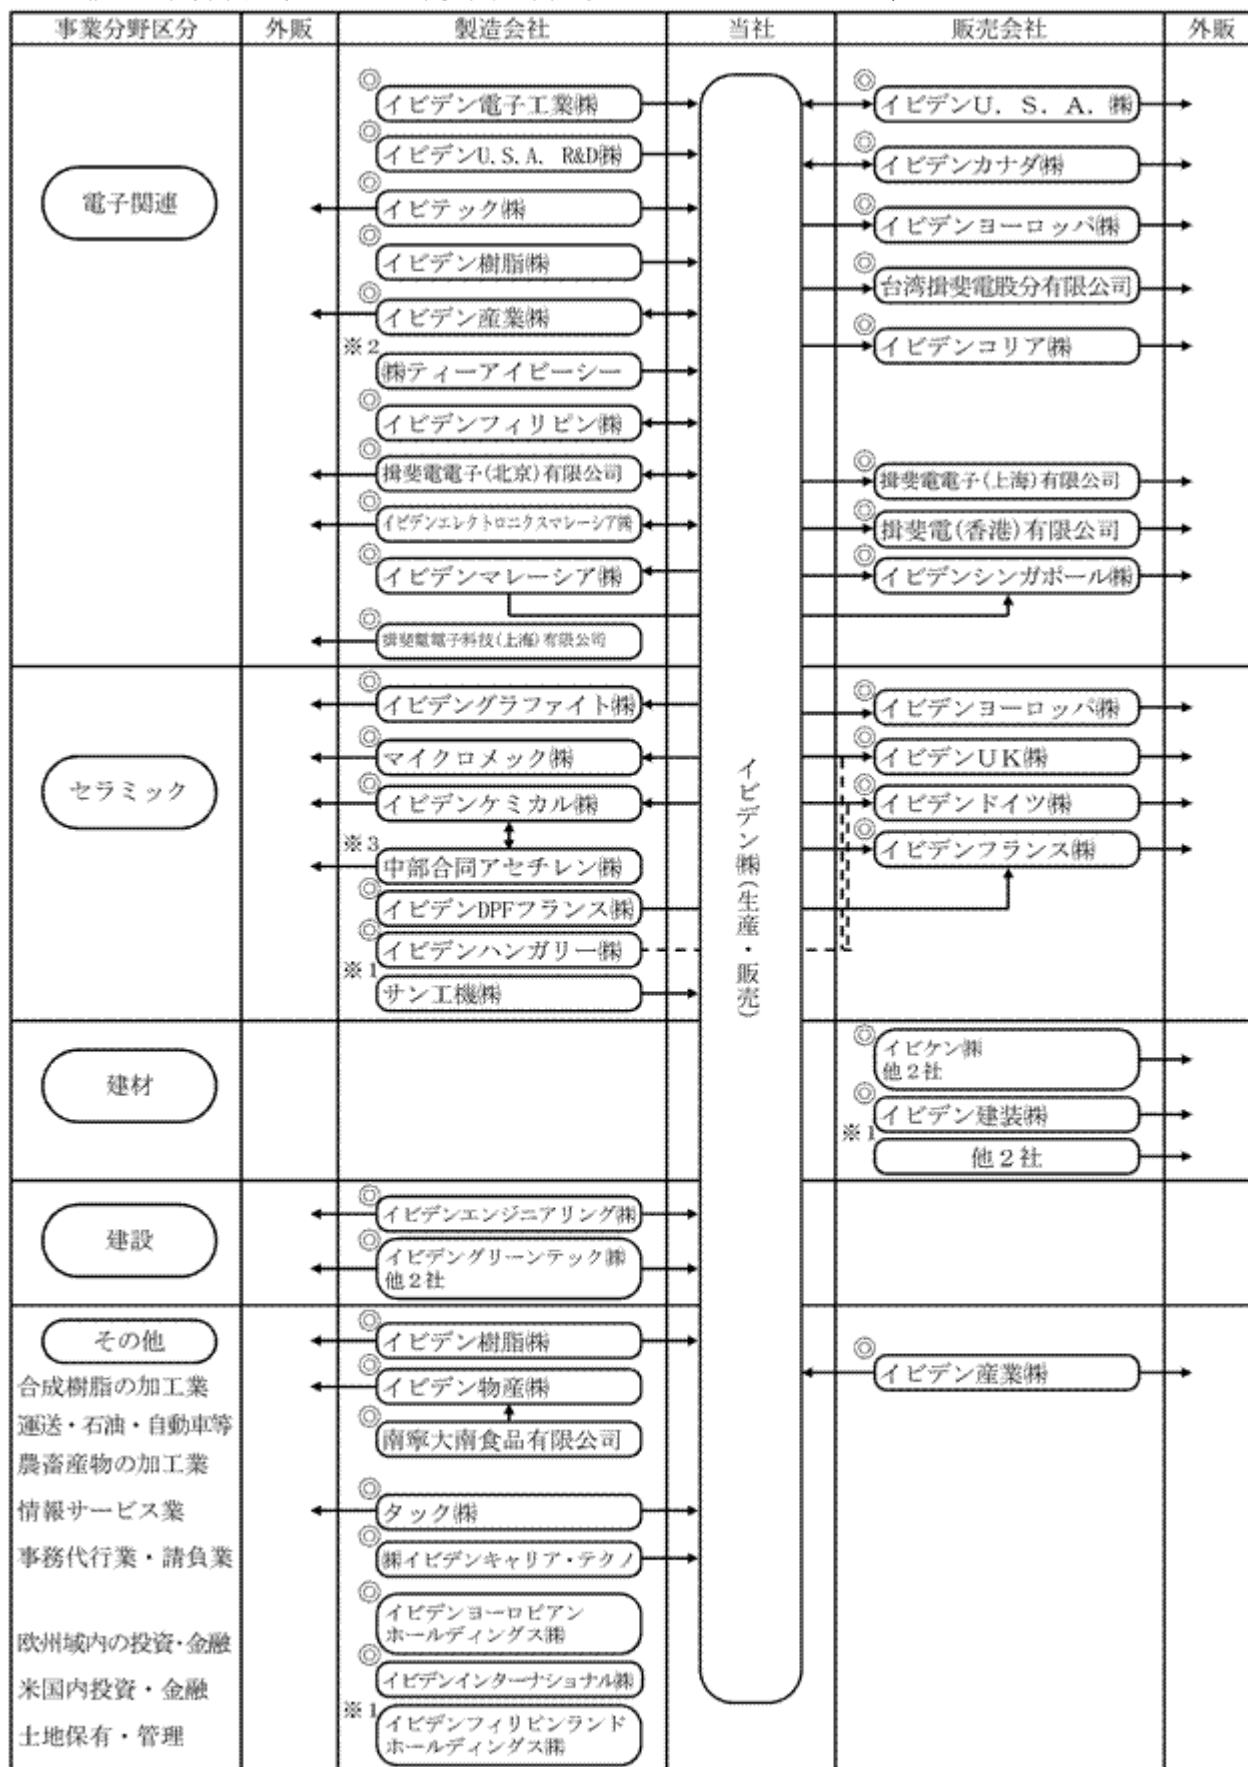 事業分野区分 外販 製造会社 当社 販売会社 外販
電子関連
◎
イビデン電子工業㈱
◎
イビデンU.S.A. R&D㈱
◎
イビテック㈱
◎
イビデン樹脂㈱
◎
イビデン産業㈱
※2
㈱ティーアイビーシー
◎
イビデンフィリピン㈱
◎
揖斐電電子(北京)有限公司
◎
イビデンエレクトロニクスマレーシア㈱
◎
イビデンマレーシア㈱
◎
揖斐電電子科技(上海)有限公司
◎
イビデンU.S.A.㈱
◎
イビデンカナダ㈱
◎
イビデンヨーロッパ㈱
◎
台湾揖斐電股分有限公司
◎
イビデンコリア㈱
◎
揖斐電電子(上海)有限公司
◎
揖斐電(香港)有限公司
◎
イビデンシンガポール㈱
イビデン㈱(生産・販売)
セラミック
◎
イビデングラファイト㈱
◎
マイクロメック㈱
◎
イビデンケミカル㈱
※3
中部合同アセチレン㈱
◎
イビデンDPFフランス㈱
◎
イビデンハンガリー㈱
※1
サン工機㈱
◎
イビデンヨーロッパ㈱
◎
イビデンUK㈱
◎
イビデンドイツ㈱
◎
イビデンフランス㈱
建材
◎
イビケン㈱
他2社
◎
イビデン建装㈱
※1
他2社
建設
◎
イビデンエンジニアリング㈱
◎
イビデングリーンテック㈱
他2社
その他
合成樹脂の加工業
運送・石油・自動車等
農畜産物の加工業
情報サービス業
事務代行業・請負業
欧州域内の投資・金融
米国内投資・金融
土地保有・管理
◎
イビデン樹脂㈱
◎
イビデン物産㈱
◎
南寧大南食品有限公司
◎
タック㈱
◎
㈱イビデンキャリア・テクノ
◎
イビデンヨーロピアン
ホールディングス㈱
◎
イビデンインターナショナル㈱
※1
イビデンフィリピンランド
ホールディングス㈱
◎
イビデン産業㈱